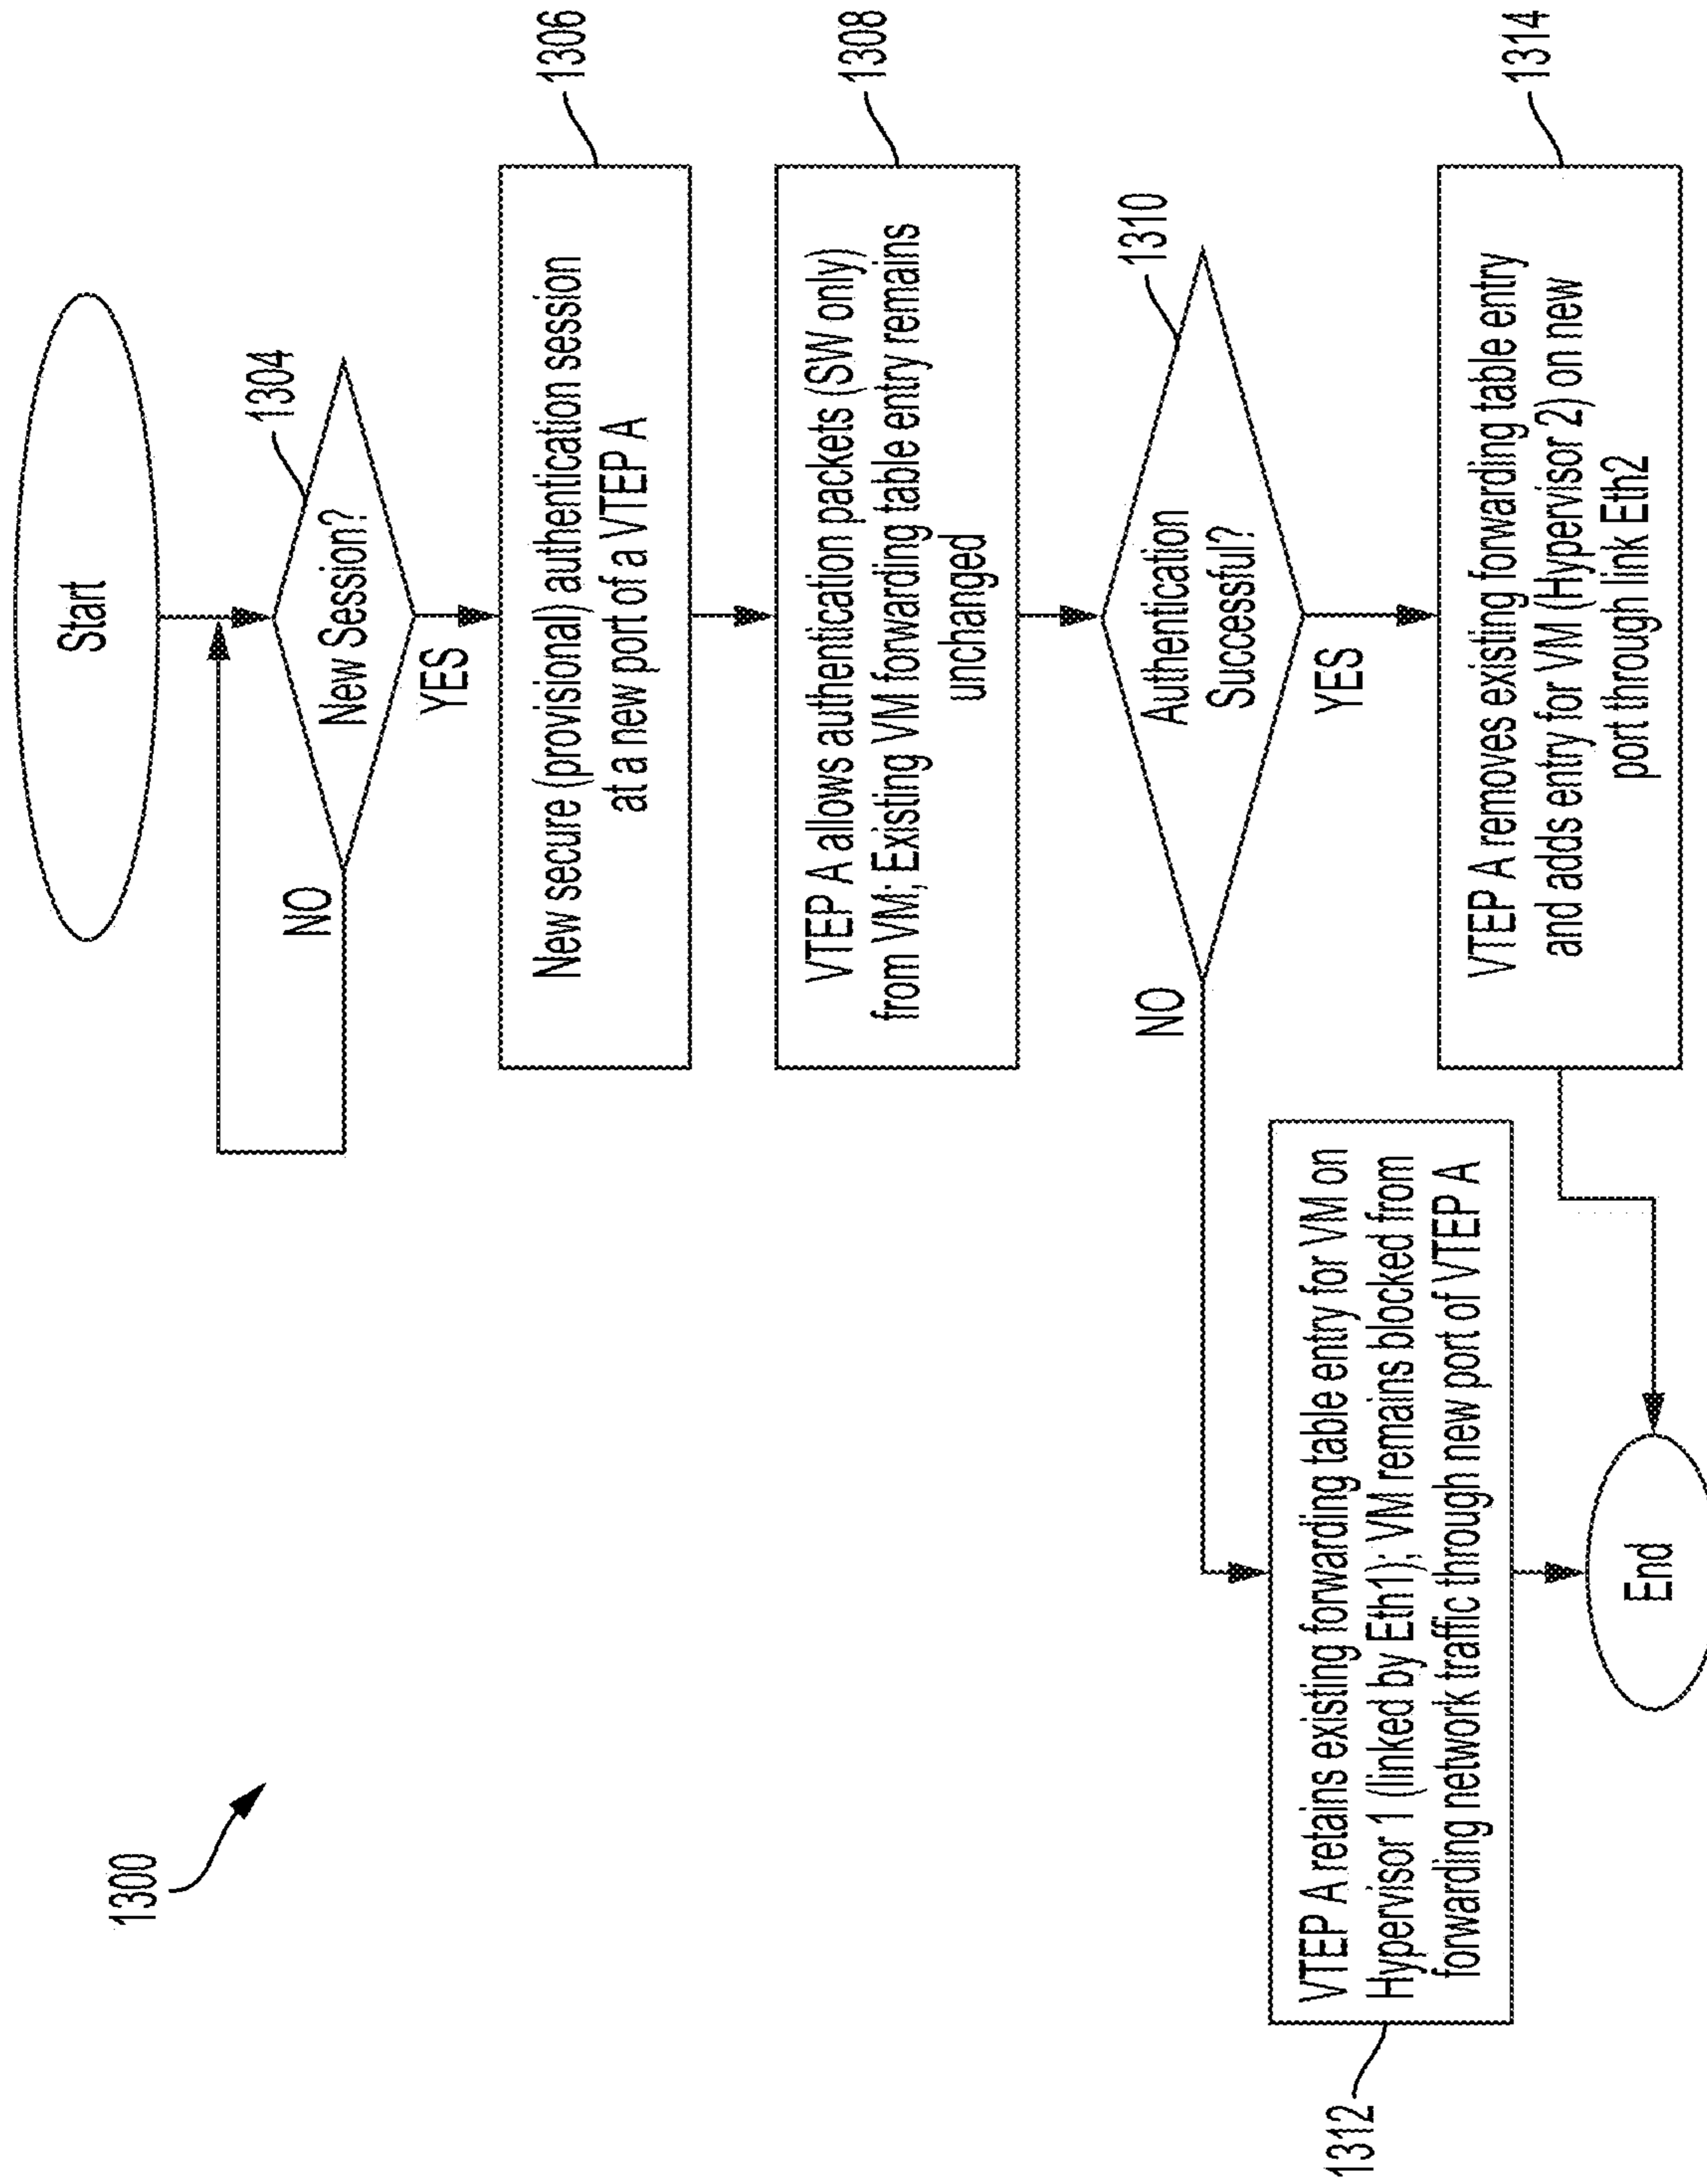 1300
Start
1304
New Session?
NO
YES
1306
New secure (provisional) authentication session
at a new port of a VTEP A
1308
VTEP A allows authentication packets (SW only)
from VM; Existing VM forwarding table entry remains
unchanged
1310
Authentication
Successful?
NO
YES
1312
VTEP A retains existing forwarding table entry for VM on
Hypervisor 1 (linked by Eth1); VM remains blocked from
forwarding network traffic through new port of VTEP A
1314
VTEP A removes existing forwarding table entry
and adds entry for VM (Hypervisor 2) on new
port through link Eth2
End